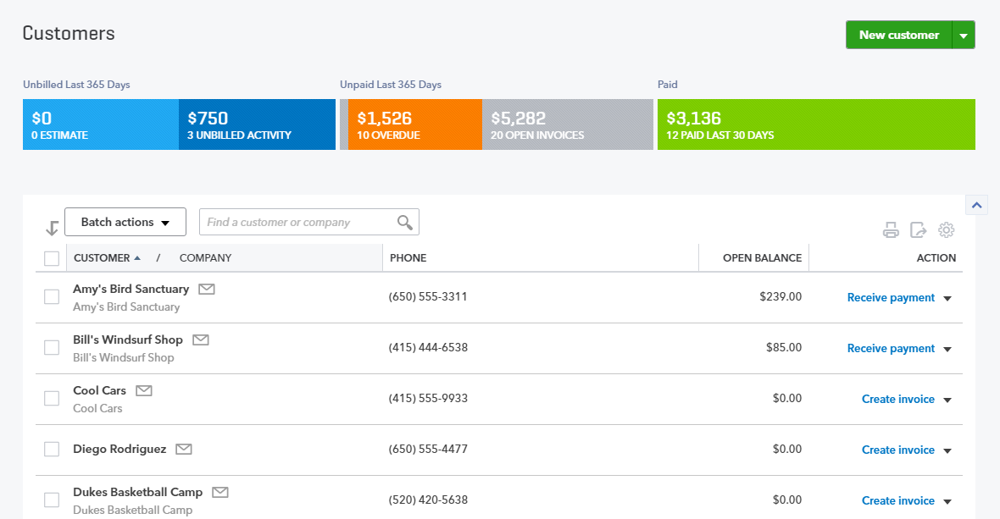 Customers
New customer
Unbilled Last 365 Days
Unpaid Last 365 Days
Paid
$0
0 ESTIMATE
$750
3 UNBILLED ACTIVITY
$1,526
10 OVERDUE
$5,282
20 OPEN INVOICES
$3,136
12 PAID LAST 30 DAYS
Batch actions
Find a customer or company
CUSTOMER / COMPANY PHONE OPEN BALANCE ACTION
Amy's Bird Sanctuary
Amy's Bird Sanctuary
(650) 555-3311 $239.00 Receive payment
Bill's Windsurf Shop
Bill's Windsurf Shop
(415) 444-6538 $85.00 Receive payment
Cool Cars
Cool Cars
(415) 555-9933 $0.00 Create invoice
Diego Rodriguez (650) 555-4477 $0.00 Create invoice
Dukes Basketball Camp
Dukes Basketball Camp
(520) 420-5638 $0.00 Create invoice